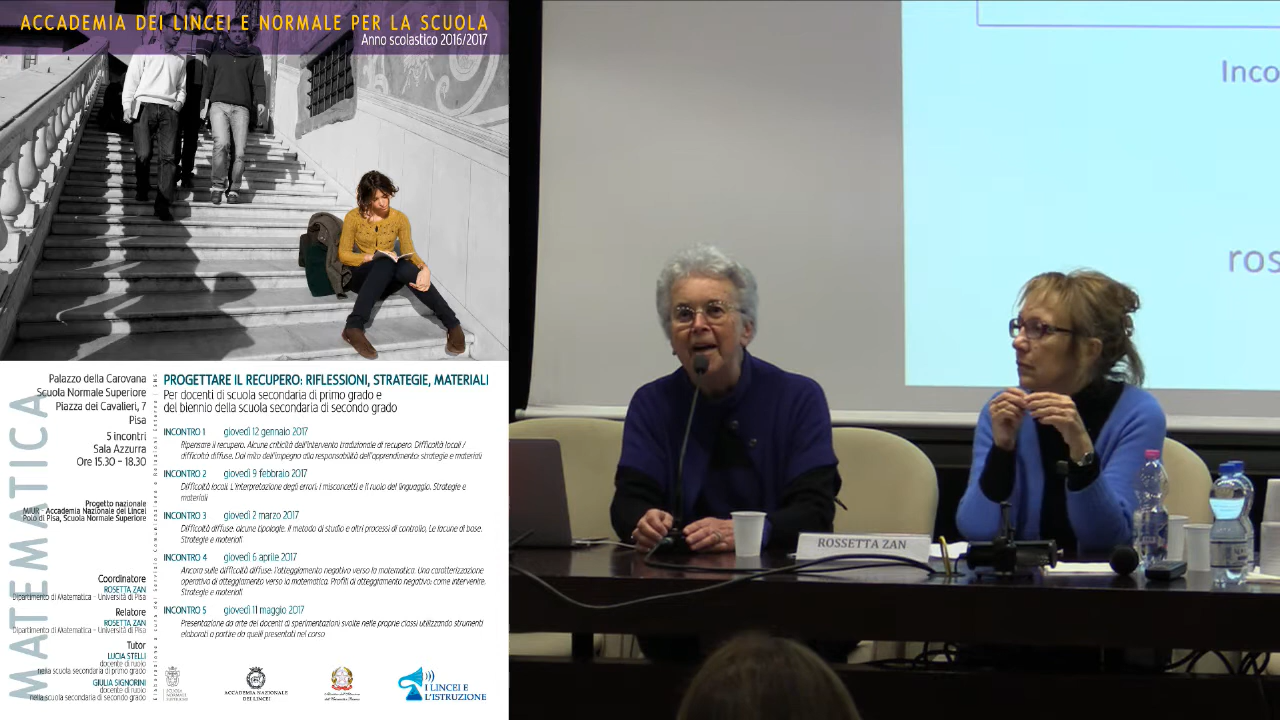 ACCADEMIA DEI LINCEI E NORMALE PER LA SCUOLA
Anno scolastico 2016/2017
Palazzo della Carovana
Scuola Normale Superiore
Piazza dei Cavalieri, 7
Pisa
5 incontri
Sala Azzurra
Ore 15.30 - 18.30
Progetto nazionale
MIUR - Accademia Nazionale dei Lincei
Polo di Pisa, Scuola Normale Superiore
Coordinatore
ROSETTA ZAN
Dipartimento di Matematica - Università di Pisa
Relatore
ROSETTA ZAN
Dipartimento di Matematica - Università di Pisa
Tutor
LUCIA STELLI
docente di ruolo
nella scuola secondaria di primo grado
GIULIA SIGNORINI
docente di ruolo
nella scuola secondaria di secondo grado
MATEMATICA
PROGETTARE IL RECUPERO: RIFLESSIONI, STRATEGIE, MATERIALI
Per docenti di scuola secondaria di primo grado e
del biennio della scuola secondaria di secondo grado
INCONTRO 1 giovedì 12 gennaio 2017
Ripensare il recupero. Alcune criticità dell'intervento tradizionale di recupero. Difficoltà locali /
difficoltà diffuse. Dal mito dell'impegno alla responsabilità dell'apprendimento: strategie e materiali
INCONTRO 2 giovedì 9 febbraio 2017
Difficoltà locali. L'interpretazione degli errori. I misconcetti e il ruolo del linguaggio. Strategie e
materiali
INCONTRO 3 giovedì 2 marzo 2017
Difficoltà diffuse: alcune tipologie. Il metodo di studio e altri processi di controllo. Le lacune di base.
Strategie e materiali
INCONTRO 4 giovedì 6 aprile 2017
Ancora sulle difficoltà diffuse: l'atteggiamento negativo verso la matematica. Una caratterizzazione
operativa di atteggiamento verso la matematica. Profili di atteggiamento negativo: come intervenire.
Strategie e materiali
INCONTRO 5 giovedì 11 maggio 2017
Presentazione da arte dei docenti di sperimentazioni svolte nelle proprie classi utilizzando strumenti
elaborati a partire da quelli presentati nel corso
SCUOLA
NORMALE
SUPERIORE
ACCADEMIA NAZIONALE
DEI LINCEI
I LINCEI E
L'ISTRUZIONE
Inco
ros
ROSSETTA ZAN